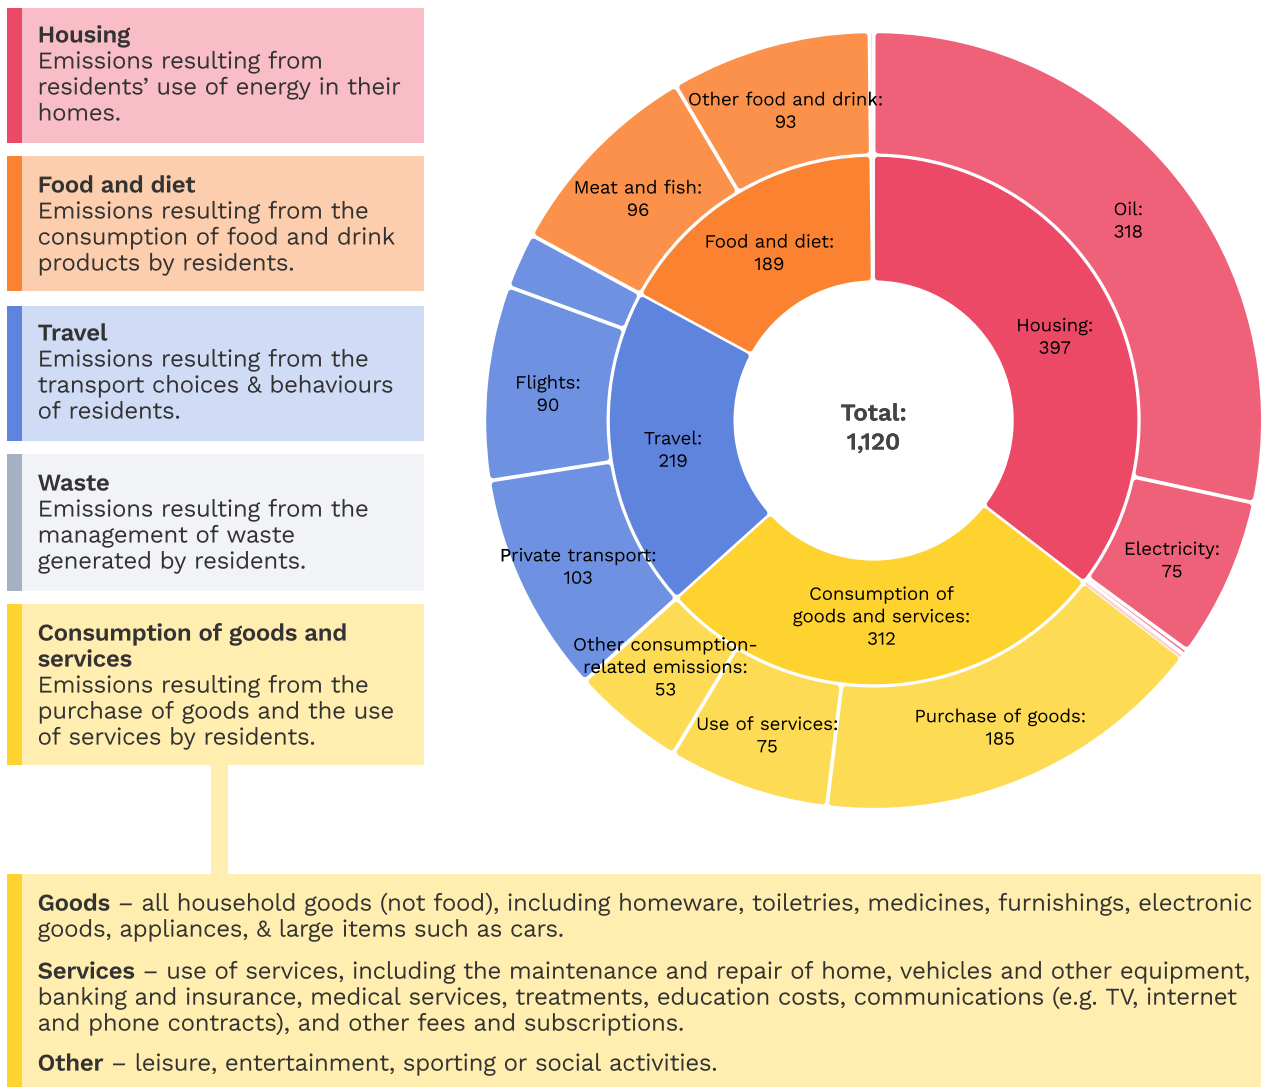 Housing
Emissions resulting from
residents’ use of energy in their
homes.
Food and diet
Emissions resulting from the
consumption of food and drink
products by residents.
Travel
Emissions resulting from the
transport choices & behaviours
of residents.
Waste
Emissions resulting from the
management of waste
generated by residents.
Consumption of goods and
services
Emissions resulting from the
purchase of goods and the use
of services by residents.
Other food and drink:
93
Meat and fish:
96
Food and diet:
189
Oil:
318
Housing:
397
Flights:
90
Travel:
219
Total:
1,120
Private transport:
103
Electricity:
75
Consumption of
goods and services:
312
Other consumption-
related emissions:
53
Use of services:
75
Purchase of goods:
185
Goods – all household goods (not food), including homeware, toiletries, medicines, furnishings, electronic
goods, appliances, & large items such as cars.
Services – use of services, including the maintenance and repair of home, vehicles and other equipment,
banking and insurance, medical services, treatments, education costs, communications (e.g. TV, internet
and phone contracts), and other fees and subscriptions.
Other – leisure, entertainment, sporting or social activities.